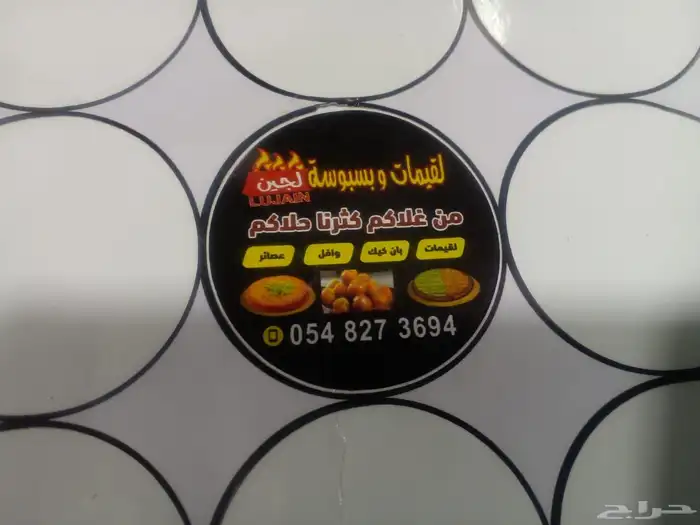 لقيمات وبسبوسة لجين
LUJAIN
من غلاكم كثرنا حلاكم
لقيمات بان كيك وافل عصائر
054 827 3694
حراج